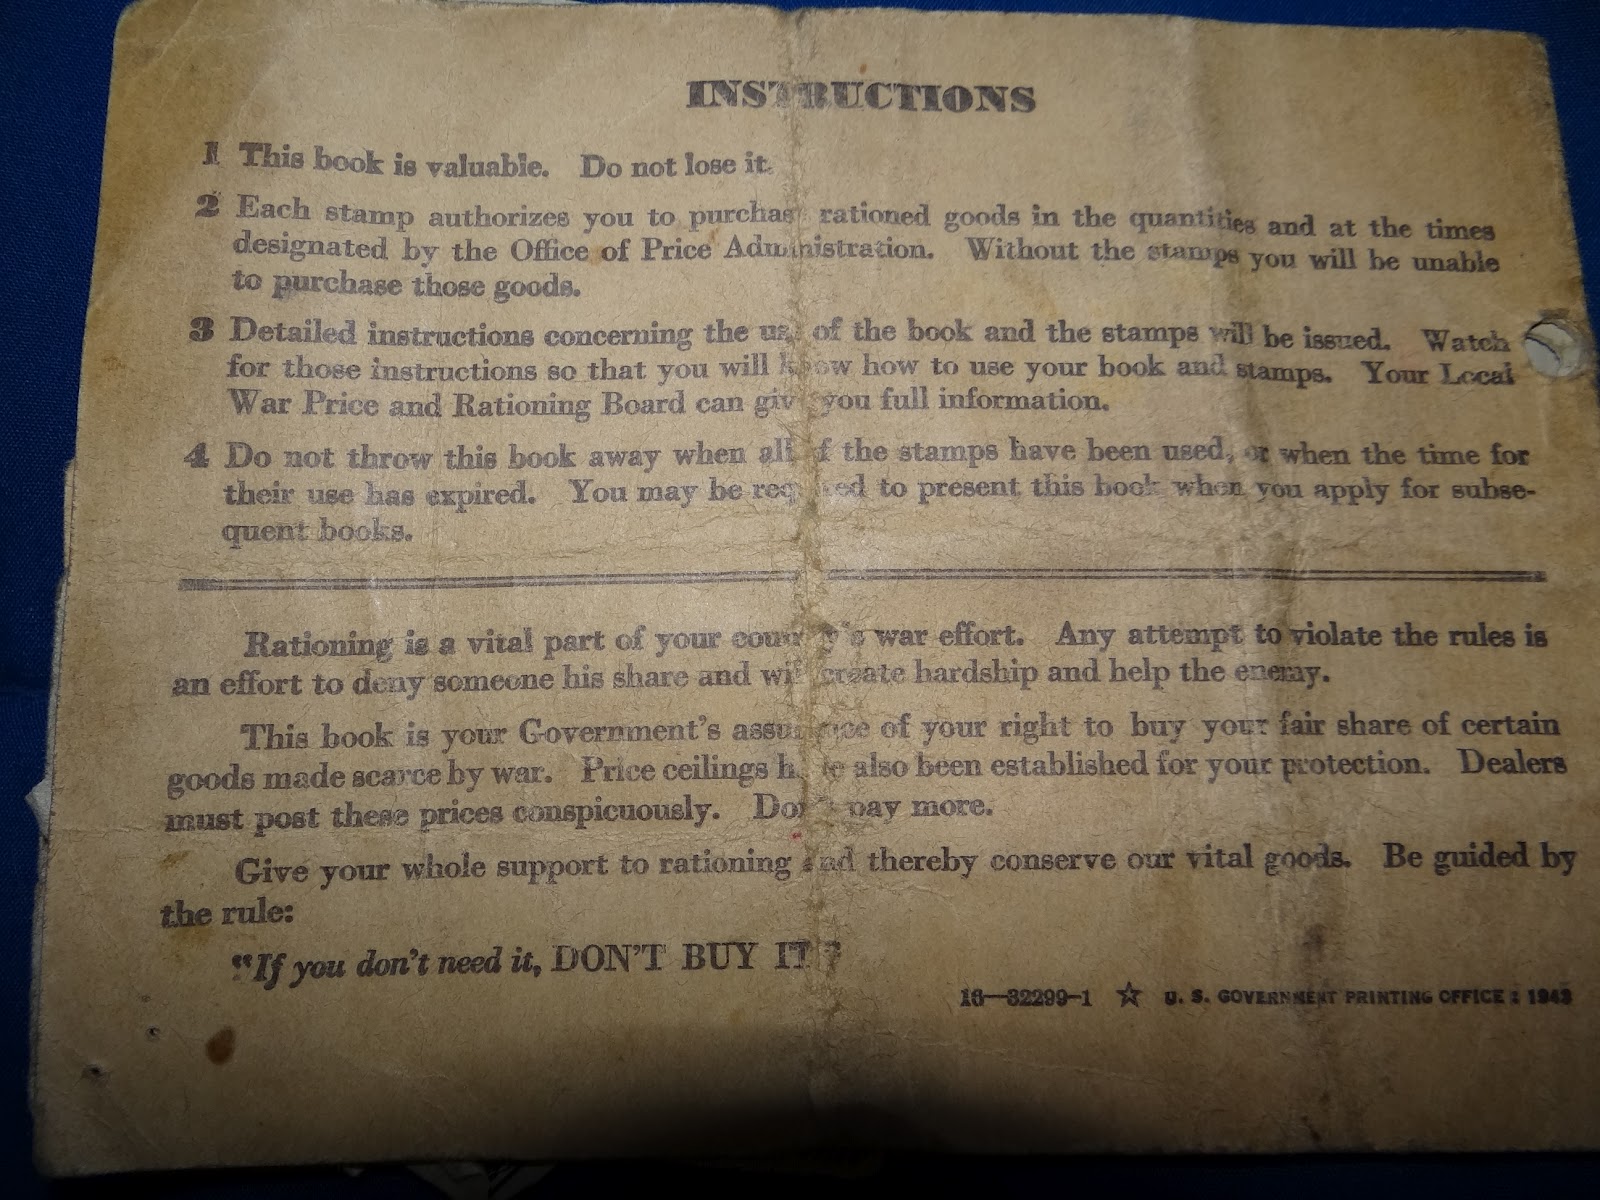 INSTRUCTIONS
1 This book is valuable. Do not lose it.
2 Each stamp authorizes you to purchase rationed goods in the quantities and at the times
designated by the Office of Price Administration. Without the stamps you will be unable
to purchase those goods.
3 Detailed instructions concerning the use of the book and the stamps will be issued. Watch
for those instructions so that you will know how to use your book and stamps. Your Local
War Price and Rationing Board can give you full information.
4 Do not throw this book away when all of the stamps have been used, or when the time for
their use has expired. You may be required to present this book when you apply for subse-
quent books.
Rationing is a vital part of your country's war effort. Any attempt to violate the rules is
an effort to deny someone his share and will create hardship and help the enemy.
This book is your Government's assurance of your right to buy your fair share of certain
goods made scarce by war. Price ceilings have also been established for your protection. Dealers
must post these prices conspicuously. Don't pay more.
Give your whole support to rationing and thereby conserve our vital goods. Be guided by
the rule:
"If you don't need it, DON'T BUY IT."
16—32299-1 ☆ U. S. GOVERNMENT PRINTING OFFICE : 1943